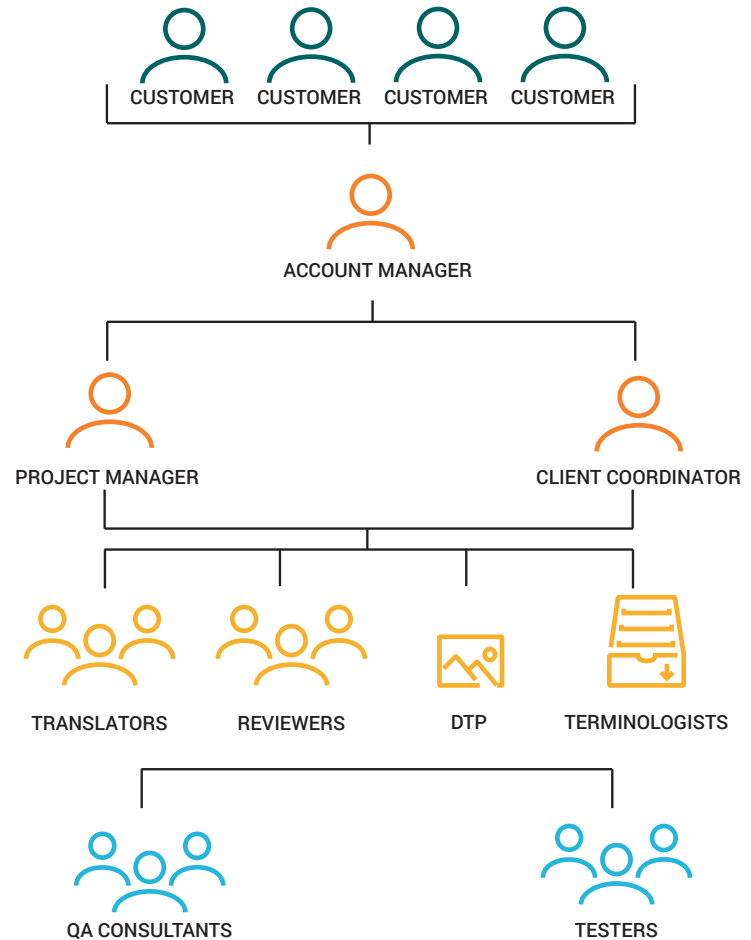 CUSTOMER CUSTOMER CUSTOMER CUSTOMER
ACCOUNT MANAGER
PROJECT MANAGER CLIENT COORDINATOR
TRANSLATORS REVIEWERS DTP TERMINOLOGISTS
QA CONSULTANTS TESTERS